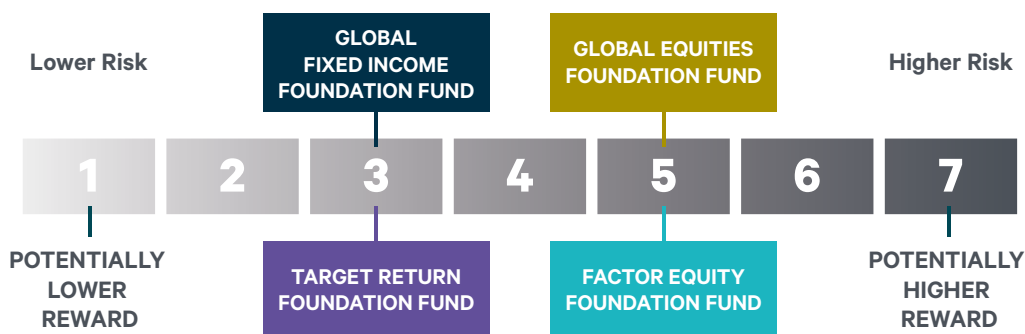 Lower Risk
GLOBAL
FIXED INCOME
FOUNDATION FUND
GLOBAL EQUITIES
FOUNDATION FUND
Higher Risk
1 2 3 4 5 6 7
POTENTIALLY
LOWER
REWARD
TARGET RETURN
FOUNDATION FUND
FACTOR EQUITY
FOUNDATION FUND
POTENTIALLY
HIGHER
REWARD